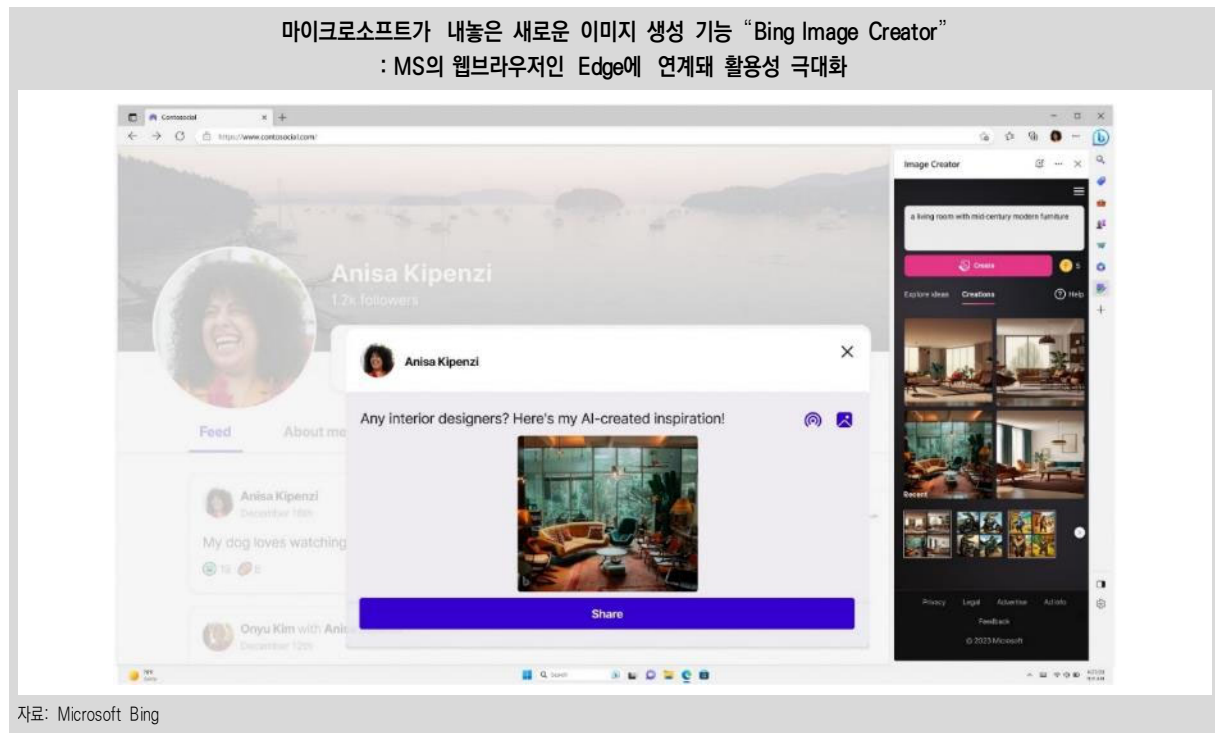 마이크로소프트가 내놓은 새로운 이미지 생성 기능 “Bing Image Creator”
: MS의 웹브라우저인 Edge에 연계돼 활용성 극대화
Contosocial
https://www.contosocial.com/
Image Creator
a living room with mid-century modern furniture
Create
5
Explore ideas Creations Help
Anisa Kipenzi
1.2k followers
Anisa Kipenzi
Any interior designers? Here's my AI-created inspiration!
Share
Feed About me
Anisa Kipenzi
December 18th
My dog loves watching
Onyu Kim with Anis
December 12th
Recent
Privacy Legal Advertise Ad info
Feedback
© 2023 Microsoft
Search
자료: Microsoft Bing